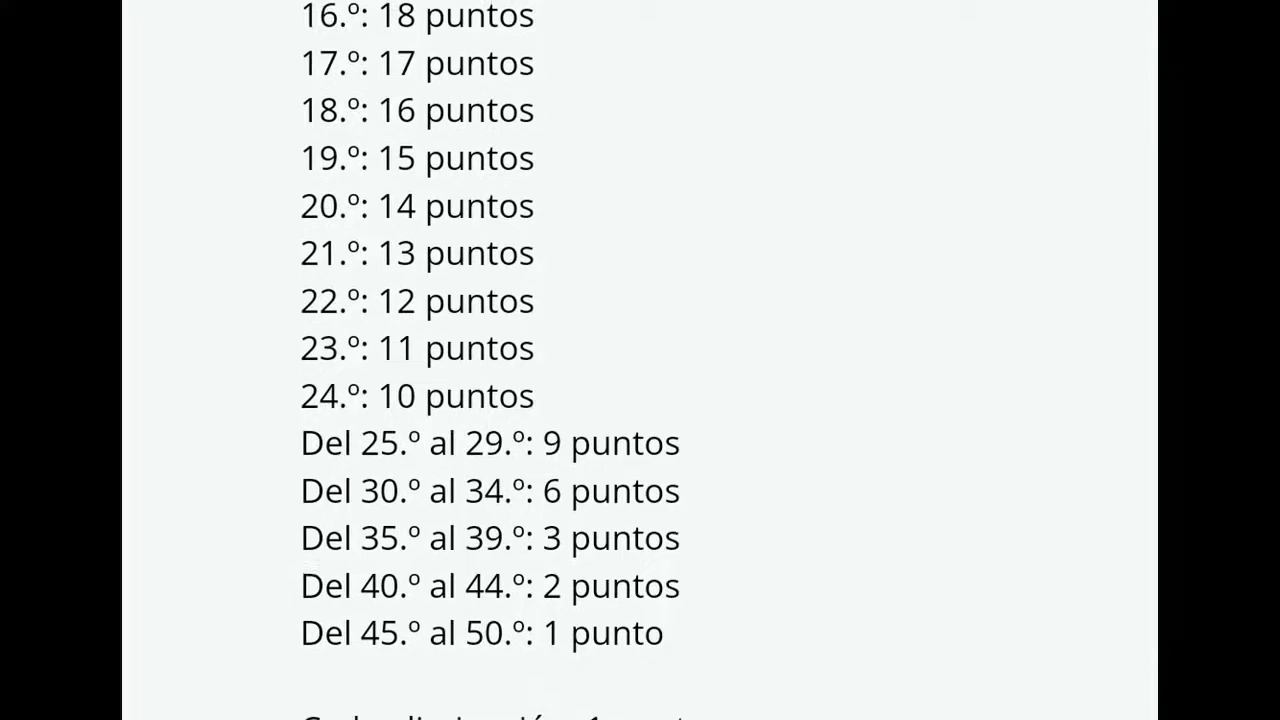 16.º: 18 puntos
17.º: 17 puntos
18.º: 16 puntos
19.º: 15 puntos
20.º: 14 puntos
21.º: 13 puntos
22.º: 12 puntos
23.º: 11 puntos
24.º: 10 puntos
Del 25.º al 29.º: 9 puntos
Del 30.º al 34.º: 6 puntos
Del 35.º al 39.º: 3 puntos
Del 40.º al 44.º: 2 puntos
Del 45.º al 50.º: 1 punto